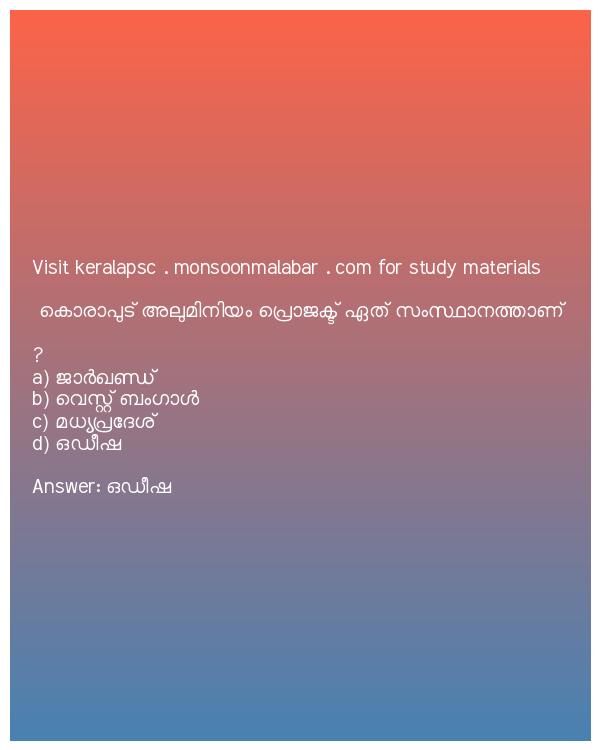 Visit keralapsc . monsoonmalabar . com for study materials
കൊരാപുട് അലുമിനിയം പ്രൊജക്ട് ഏത് സംസ്ഥാനത്താണ്
?
a) ജാർഖണ്ഡ്
b) വെസ്റ്റ് ബംഗാൾ
c) മധ്യപ്രദേശ്
d) ഒഡീഷ
Answer: ഒഡീഷ